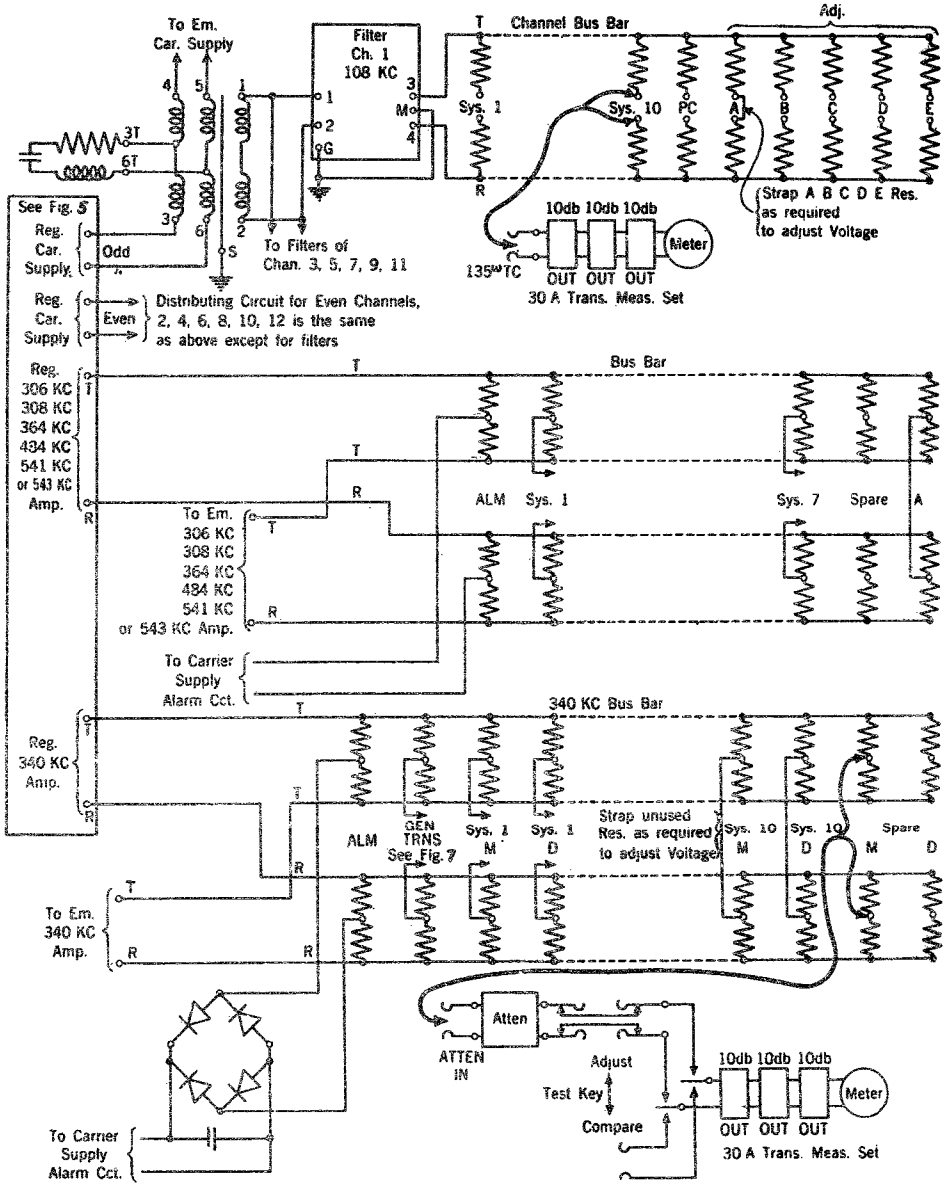 To Em.
Car. Supply
4 5 1
3T
6T
3 6 2
S
Filter
Ch. 1
108 KC
1
2
G
3
M
4
To Filters of
Chan. 3, 5, 7, 9, 11
T
Channel Bus Bar
Adj.
Sys. 1
Sys. 10
PC
A
B
C
D
E
R
Strap A B C D E Res.
as required
to adjust Voltage
10db 10db 10db
Meter
135ω TC
OUT OUT OUT
30 A Trans. Meas. Set
See Fig. 5
Reg.
Car.
Supply
Odd
Reg.
Car.
Supply
Even
Distributing Circuit for Even Channels,
2, 4, 6, 8, 10, 12 is the same
as above except for filters
Reg.
306 KC
308 KC
364 KC
484 KC
541 KC
or 543 KC
Amp.
T
R
T
Bus Bar
T
R
ALM Sys. 1 Sys. 7 Spare A
To Em.
306 KC
308 KC
364 KC
484 KC
541 KC
or 543 KC Amp.
T
R
To Carrier
Supply
Alarm Cct.
T
340 KC Bus Bar
Reg.
340 KC
Amp.
T
R
T
R
ALM
GEN
TRNS
See Fig. 7
Sys. 1
M
Sys. 1
D
Strap unused
Res. as required
to adjust Voltage
Sys. 10
M
Sys. 10
D
Spare
M D
To Em.
340 KC
Amp.
T
R
R
Atten
ATTEN
IN
Adjust
Test Key
Compare
10db 10db 10db
Meter
OUT OUT OUT
30 A Trans. Meas. Set
To Carrier
Supply
Alarm Cct.